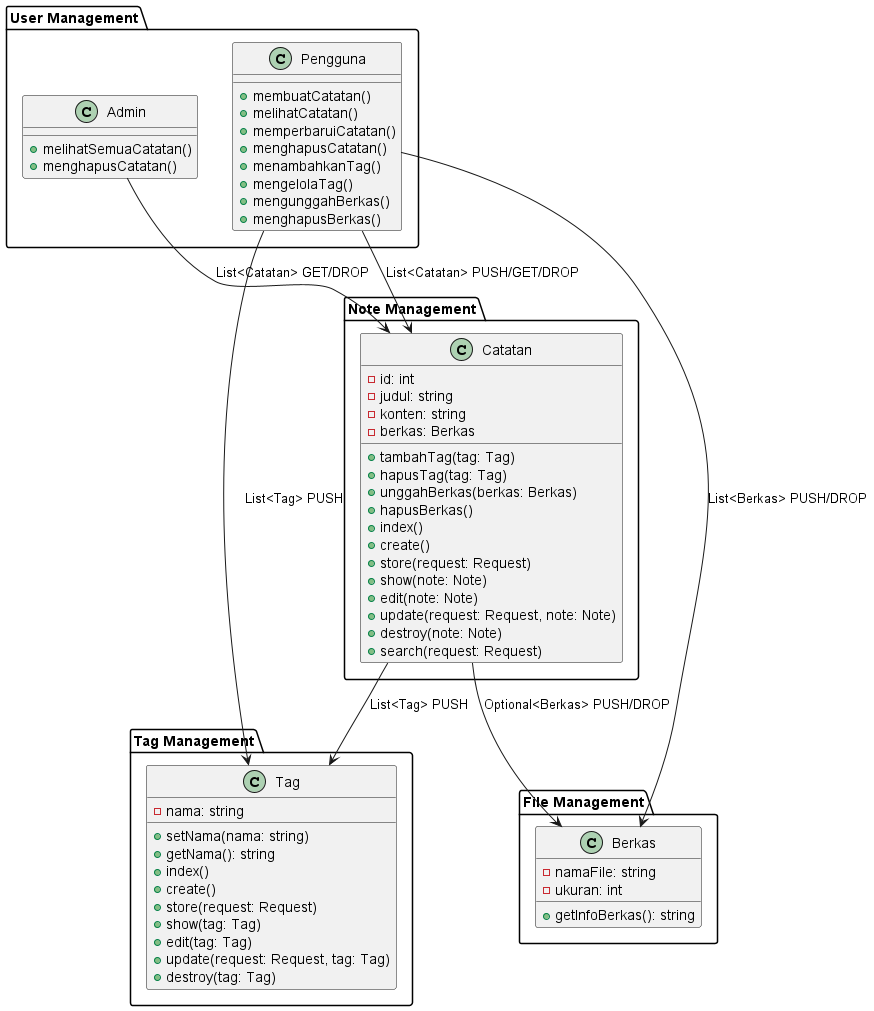 User Management
C Pengguna
membuatCatatan()
melihatCatatan()
memperbaruiCatatan()
menghapusCatatan()
menambahkanTag()
mengelolaTag()
mengunggahBerkas()
menghapusBerkas()
C Admin
melihatSemuaCatatan()
menghapusCatatan()
List<Catatan> GET/DROP
List<Catatan> PUSH/GET/DROP
Note Management
C Catatan
id: int
judul: string
konten: string
berkas: Berkas
tambahTag(tag: Tag)
hapusTag(tag: Tag)
unggahBerkas(berkas: Berkas)
hapusBerkas()
index()
create()
store(request: Request)
show(note: Note)
edit(note: Note)
update(request: Request, note: Note)
destroy(note: Note)
search(request: Request)
List<Tag> PUSH
List<Berkas> PUSH/DROP
List<Tag> PUSH
Optional<Berkas> PUSH/DROP
Tag Management
C Tag
nama: string
setNama(nama: string)
getNama(): string
index()
create()
store(request: Request)
show(tag: Tag)
edit(tag: Tag)
update(request: Request, tag: Tag)
destroy(tag: Tag)
File Management
C Berkas
namaFile: string
ukuran: int
getInfoBerkas(): string